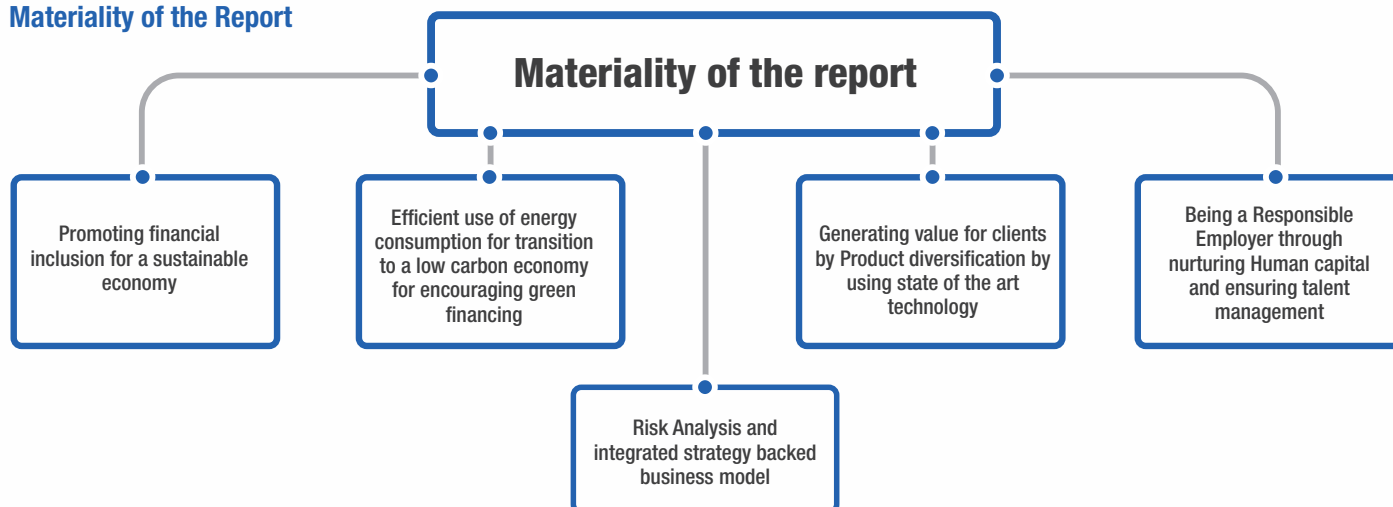 Materiality of the Report
Materiality of the report
Promoting financial
inclusion for a sustainable
economy
Efficient use of energy
consumption for transition
to a low carbon economy
for encouraging green
financing
Generating value for clients
by Product diversification by
using state of the art
technology
Being a Responsible
Employer through
nurturing Human capital
and ensuring talent
management
Risk Analysis and
integrated strategy backed
business model